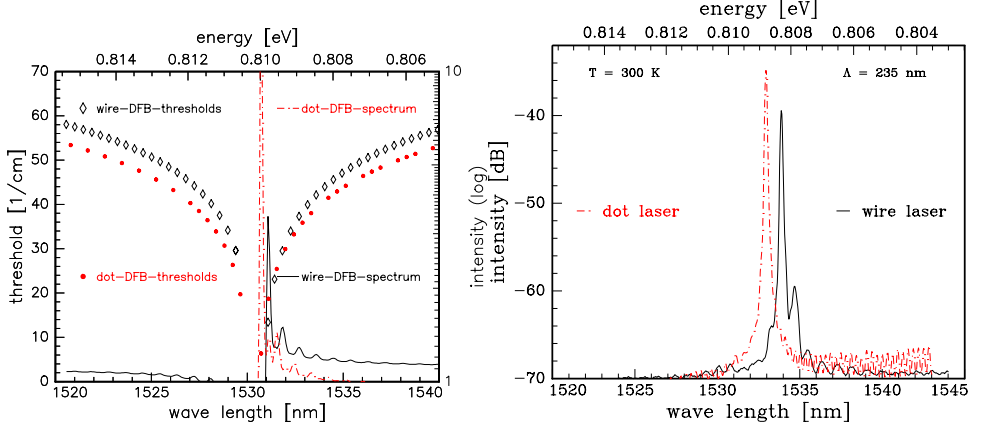 energy [eV]
0.814 0.812 0.810 0.808 0.806
70
60
50
40
30
20
10
0
threshold [1/cm]
wire-DFB-thresholds
dot-DFB-spectrum
dot-DFB-thresholds
wire-DFB-spectrum
10
1
intensity (log)
1520 1525 1530 1535 1540
wave length [nm]
energy [eV]
0.814 0.812 0.810 0.808 0.806 0.804
T = 300 K
Λ = 235 nm
-40
-50
-60
-70
intensity [dB]
dot laser
wire laser
1520 1525 1530 1535 1540 1545
wave length [nm]